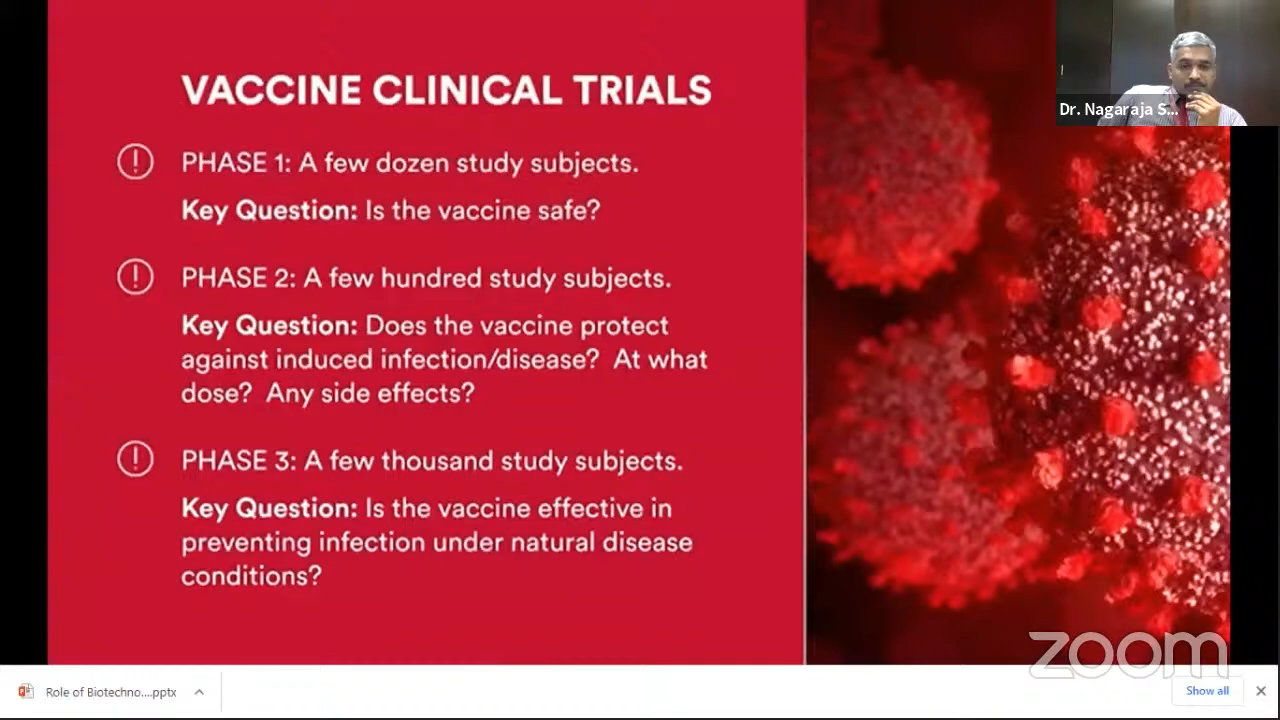 VACCINE CLINICAL TRIALS
PHASE 1: A few dozen study subjects.
Key Question: Is the vaccine safe?
PHASE 2: A few hundred study subjects.
Key Question: Does the vaccine protect
against induced infection/disease? At what
dose? Any side effects?
PHASE 3: A few thousand study subjects.
Key Question: Is the vaccine effective in
preventing infection under natural disease
conditions?
Dr. Nagaraja S...
zoom
Role of Biotechno....pptx
Show all